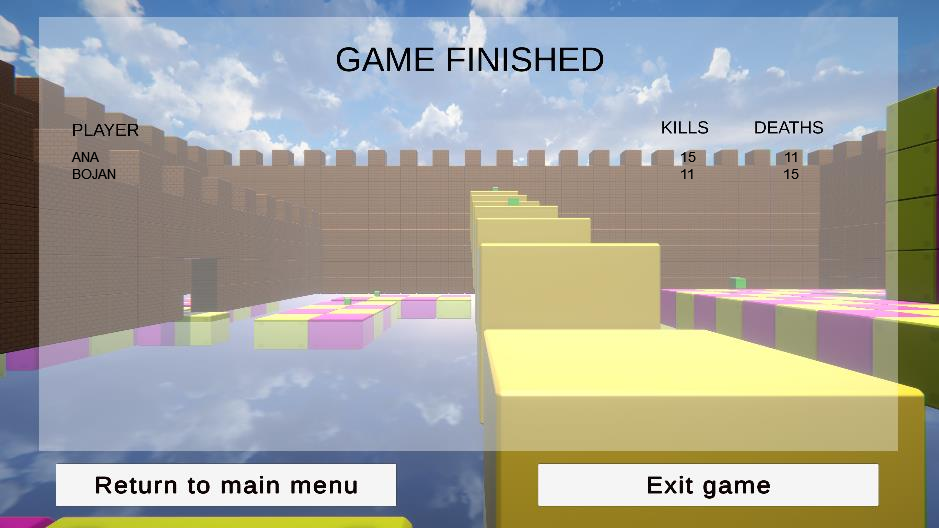 GAME FINISHED
PLAYER KILLS DEATHS
ANA 15 11
BOJAN 11 15
Return to main menu Exit game